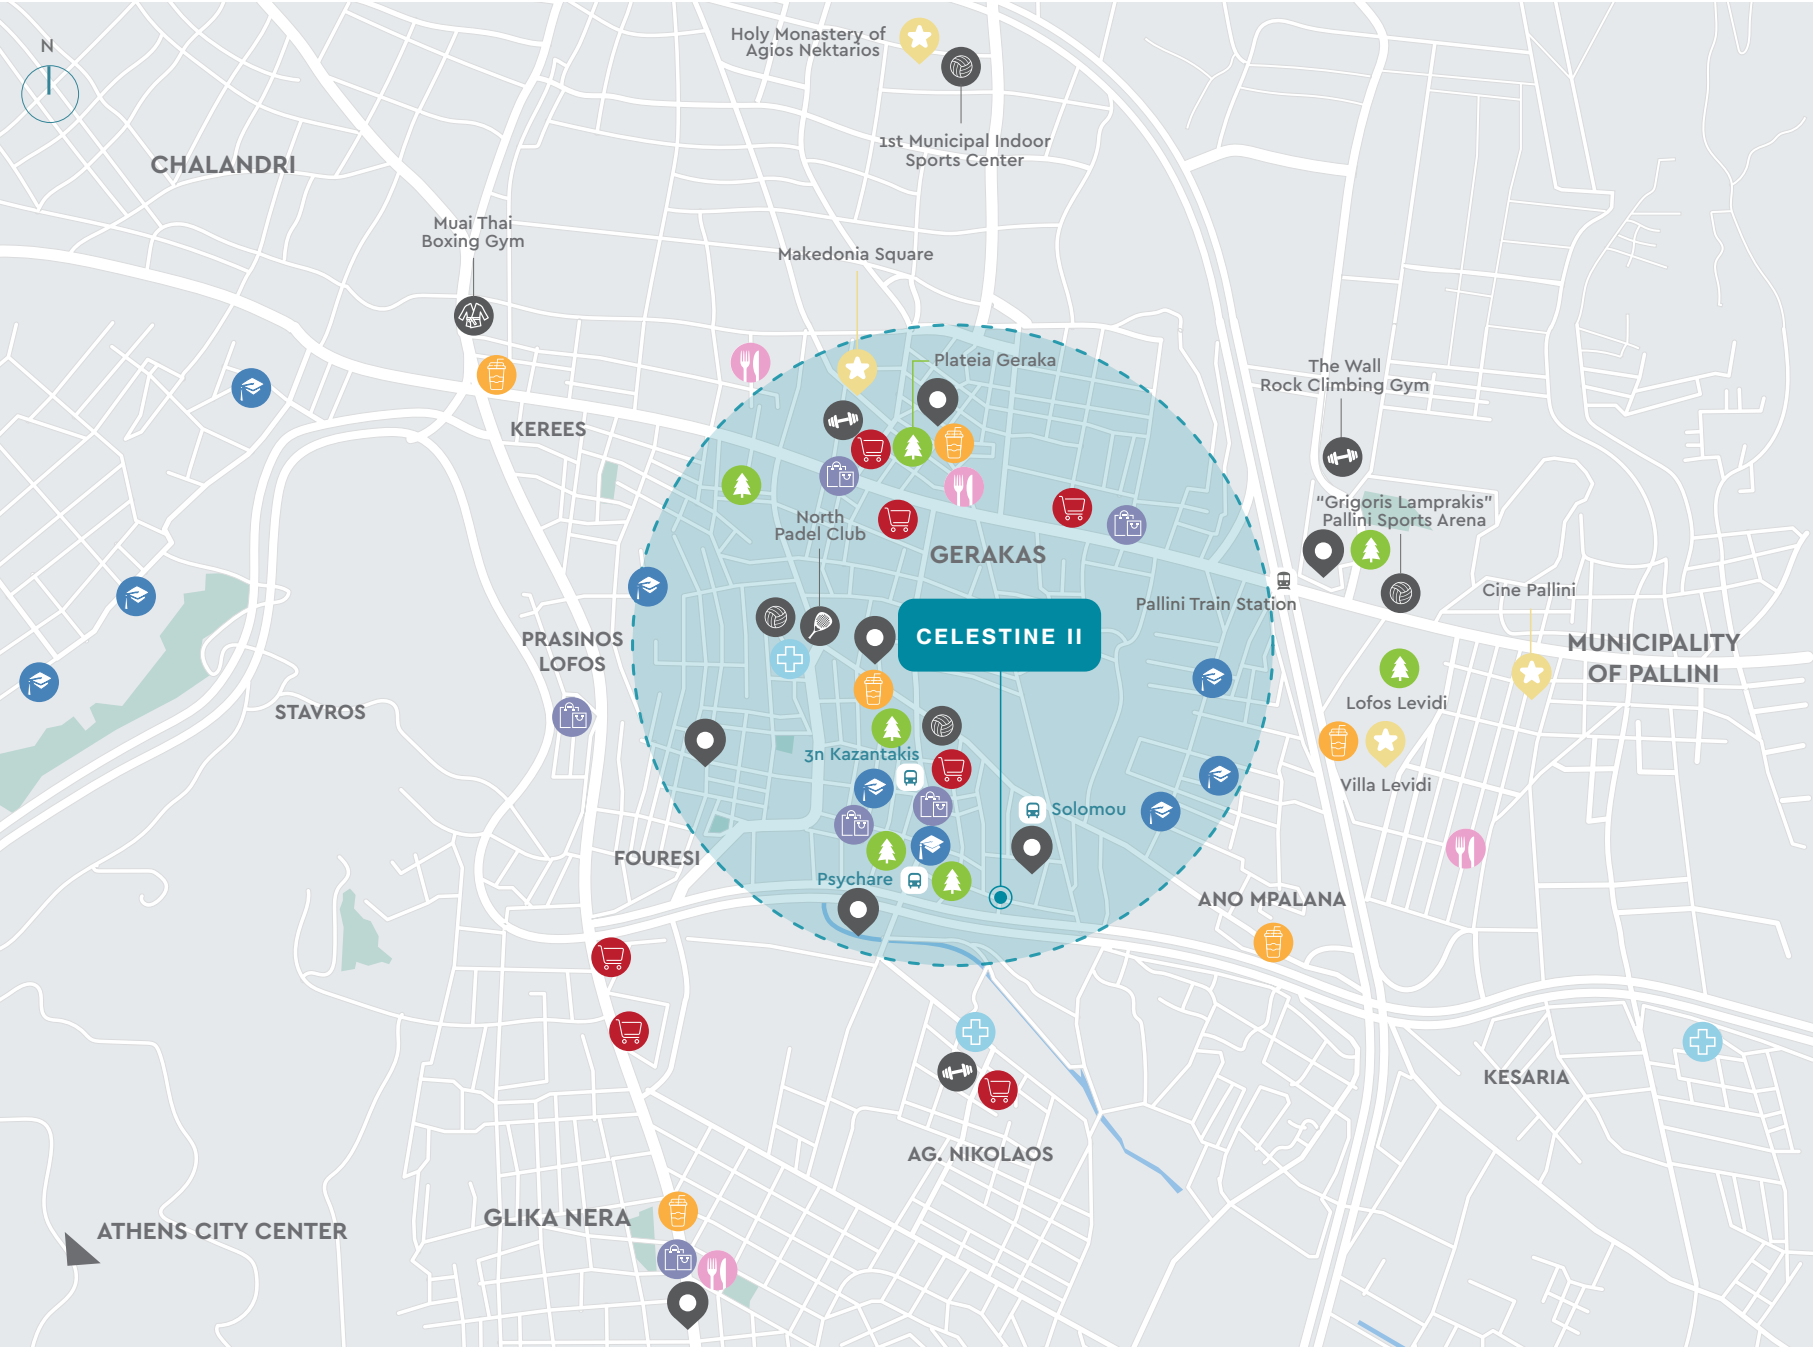 Holy Monastery of
Agios Nektarios
N
1st Municipal Indoor
Sports Center
CHALANDRI
Muai Thai
Boxing Gym
Makedonia Square
Plateia Geraka
The Wall
Rock Climbing Gym
KEREES
"Grigoris Lamprakis"
Pallini Sports Arena
North
Padel Club
GERAKAS
Cine Pallini
Pallini Train Station
PRASINOS
LOFOS
CELESTINE II
MUNICIPALITY
OF PALLINI
Lofos Levidi
STAVROS
3n Kazantakis
Villa Levidi
Solomou
FOURESI
Psychare
ANO MPALANA
KESARIA
AG. NIKOLAOS
GLIKA NERA
ATHENS CITY CENTER